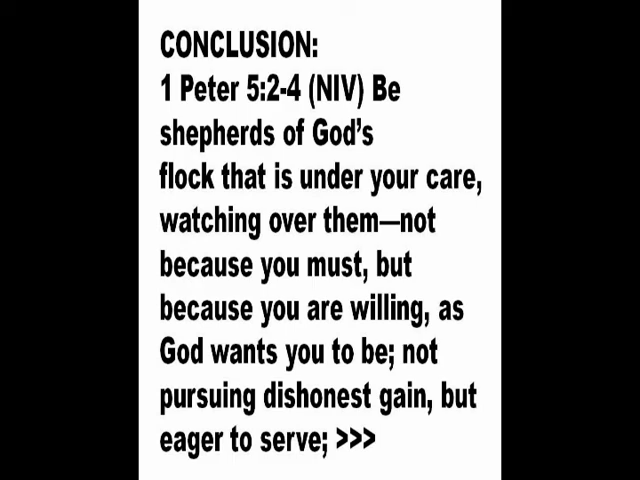 CONCLUSION:
1 Peter 5:2-4 (NIV) Be
shepherds of God’s
flock that is under your care,
watching over them—not
because you must, but
because you are willing, as
God wants you to be; not
pursuing dishonest gain, but
eager to serve; >>>